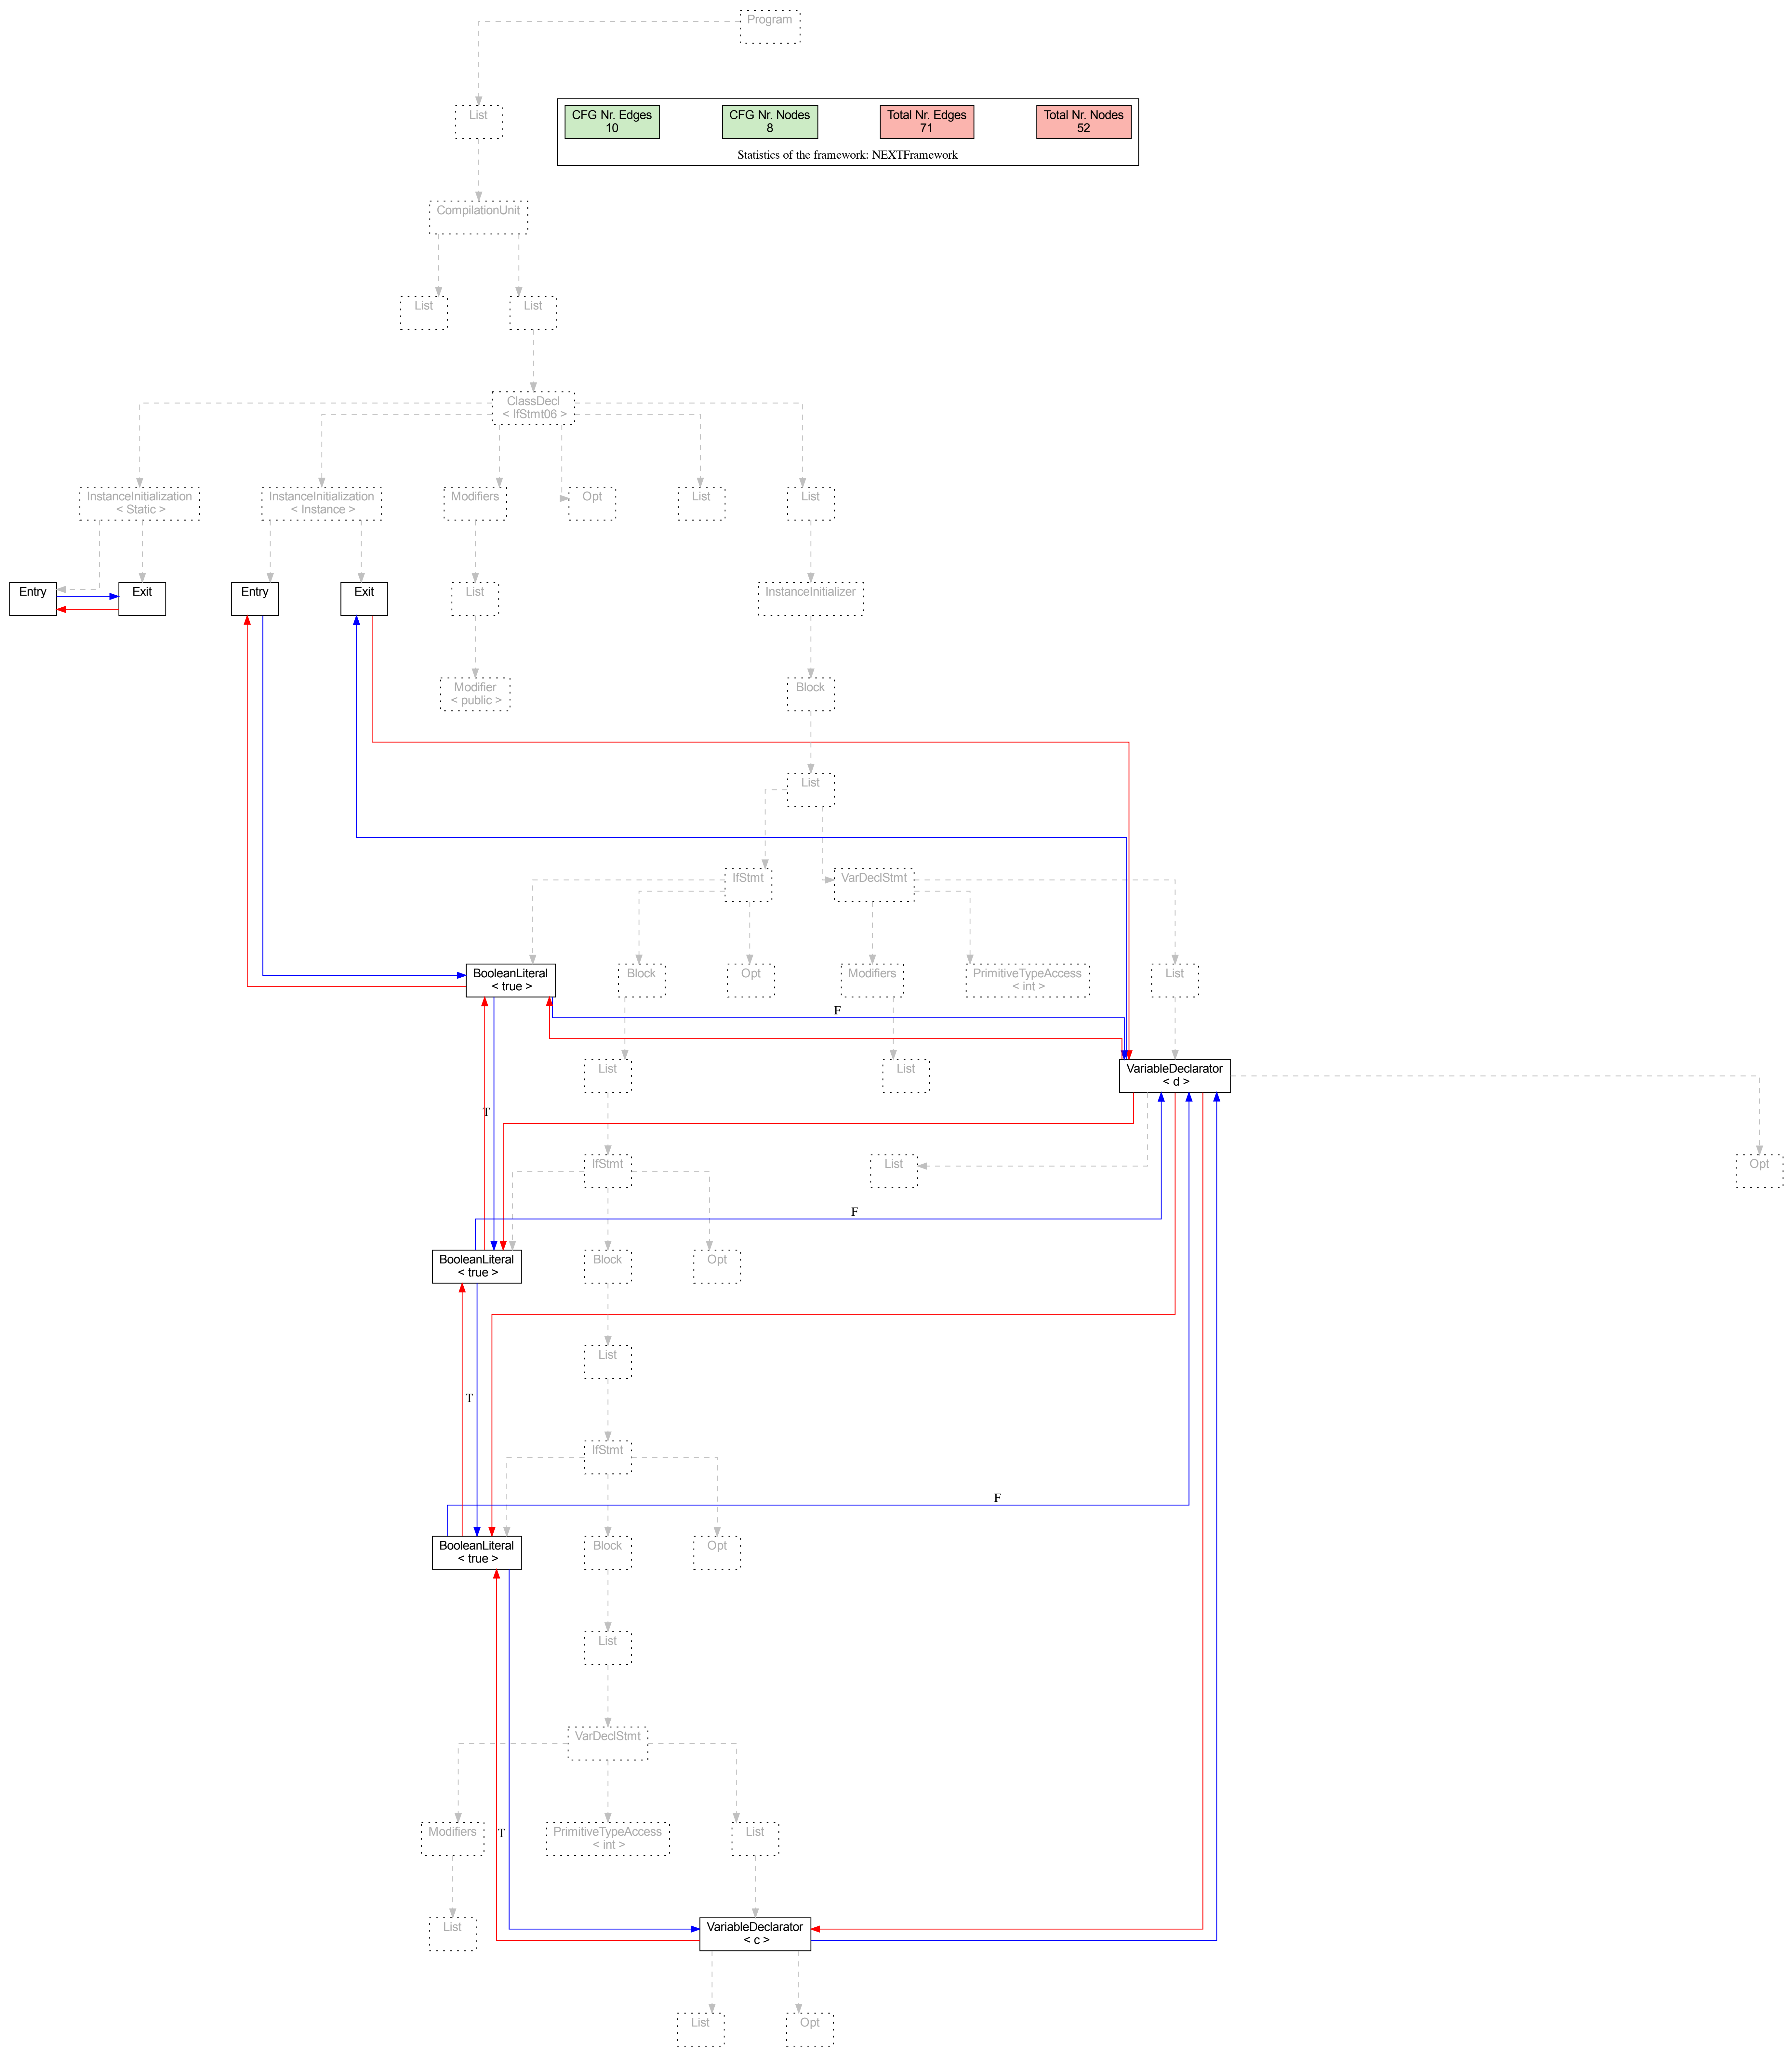 Program
List
CFG Nr. Edges
10
CFG Nr. Nodes
8
Total Nr. Edges
71
Total Nr. Nodes
52
Statistics of the framework: NEXTFramework
CompilationUnit
List
List
ClassDecl
< IfStmt06 >
InstanceInitialization
< Static >
InstanceInitialization
< Instance >
Modifiers
Opt
List
List
Entry
Exit
Entry
Exit
List
InstanceInitializer
Modifier
< public >
Block
List
IfStmt
VarDeclStmt
BooleanLiteral
< true >
Block
Opt
Modifiers
PrimitiveTypeAccess
< int >
List
F
List
List
VariableDeclarator
< d >
T
IfStmt
List
Opt
F
BooleanLiteral
< true >
Block
Opt
List
T
IfStmt
F
BooleanLiteral
< true >
Block
Opt
List
VarDeclStmt
Modifiers
T
PrimitiveTypeAccess
< int >
List
List
VariableDeclarator
< c >
List
Opt